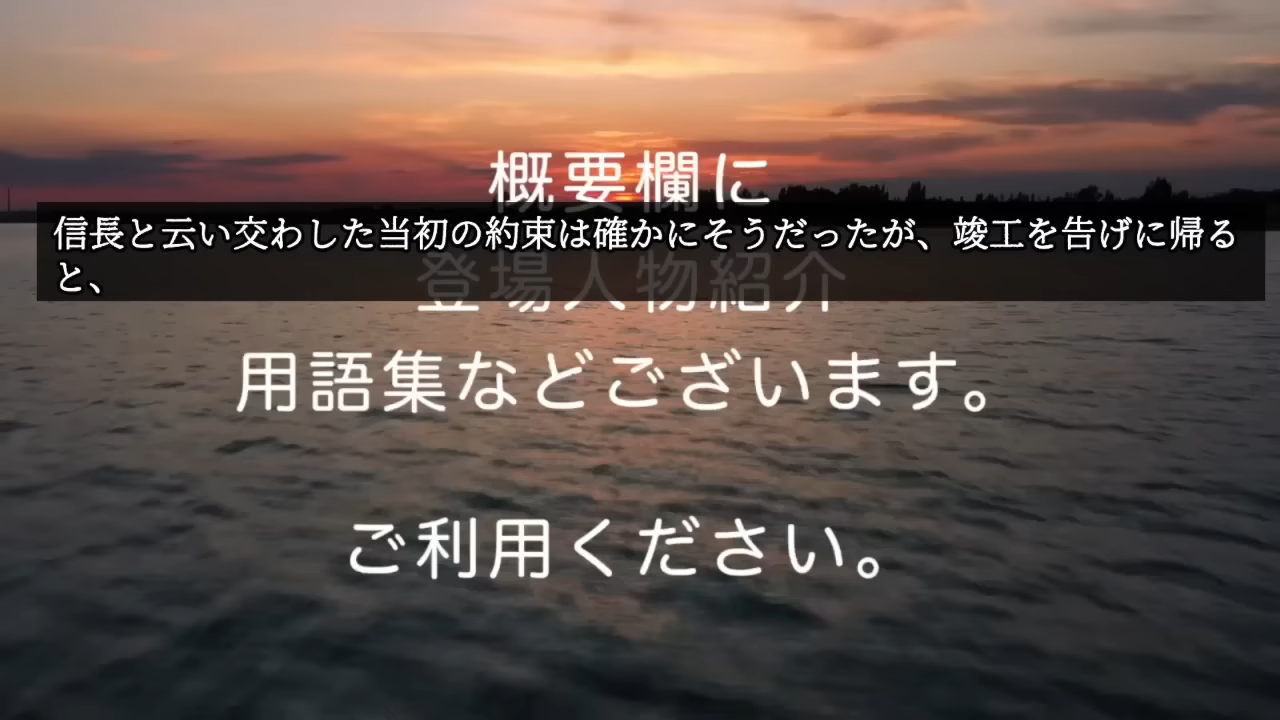 概要欄に
信長と云い交わした当初の約束は確かにそうだったが、竣工を告げに帰る
と、
登場人物紹介
用語集などございます。
ご利用ください。